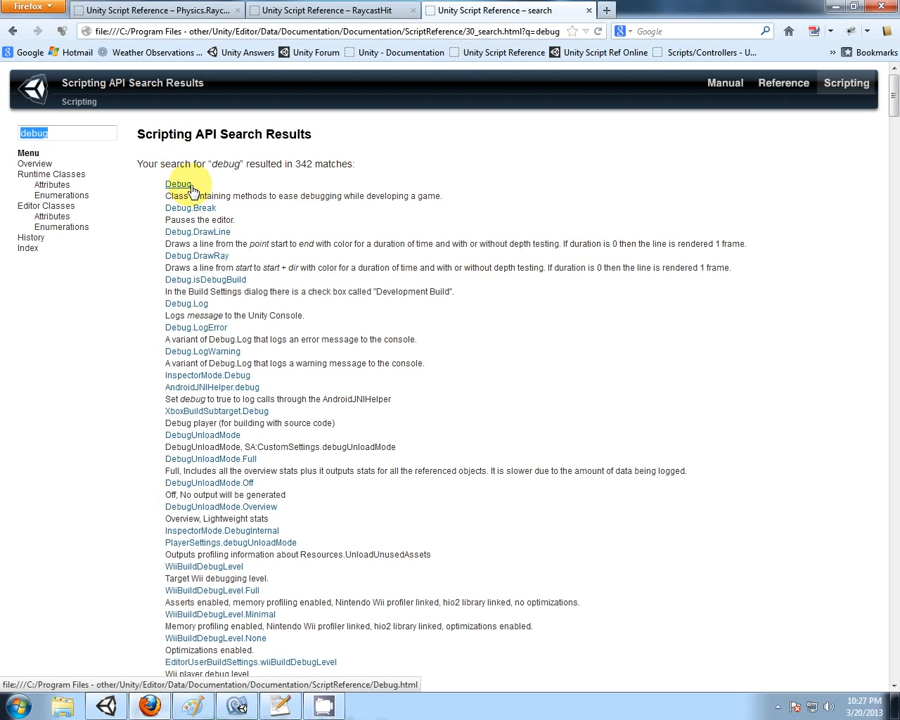 Firefox
Unity Script Reference – Physics.Rayc...
Unity Script Reference – RaycastHit
Unity Script Reference – search
file:///C:/Program Files - other/Unity/Editor/Data/Documentation/Documentation/ScriptReference/30_search.html?q=debug
Google
Google
Hotmail
Weather Observations ...
Unity Answers
Unity Forum
Unity - Documentation
Unity Script Reference
Unity Script Ref Online
Scripts/Controllers - U...
Bookmarks
Scripting API Search Results
Manual
Reference
Scripting
Scripting
debug
Menu
Overview
Runtime Classes
Attributes
Enumerations
Editor Classes
Attributes
Enumerations
History
Index
Scripting API Search Results
Your search for "debug" resulted in 342 matches:
Debug
Class containing methods to ease debugging while developing a game.
Debug.Break
Pauses the editor.
Debug.DrawLine
Draws a line from the point start to end with color for a duration of time and with or without depth testing. If duration is 0 then the line is rendered 1 frame.
Debug.DrawRay
Draws a line from start to start + dir with color for a duration of time and with or without depth testing. If duration is 0 then the line is rendered 1 frame.
Debug.isDebugBuild
In the Build Settings dialog there is a check box called "Development Build".
Debug.Log
Logs message to the Unity Console.
Debug.LogError
A variant of Debug.Log that logs an error message to the console.
Debug.LogWarning
A variant of Debug.Log that logs a warning message to the console.
InspectorMode.Debug
AndroidJNIHelper.debug
Set debug to true to log calls through the AndroidJNIHelper
XboxBuildSubtarget.Debug
Debug player (for building with source code)
DebugUnloadMode
DebugUnloadMode, SA:CustomSettings.debugUnloadMode
DebugUnloadMode.Full
Full, Includes all the overview stats plus it outputs stats for all the referenced objects. It is slower due to the amount of data being logged.
DebugUnloadMode.Off
Off, No output will be generated
DebugUnloadMode.Overview
Overview, Lightweight stats
InspectorMode.DebugInternal
PlayerSettings.debugUnloadMode
Outputs profiling information about Resources.UnloadUnusedAssets
WiiBuildDebugLevel
Target Wii debugging level.
WiiBuildDebugLevel.Full
Asserts enabled, memory profiling enabled, Nintendo Wii profiler linked, hio2 library linked, no optimizations.
WiiBuildDebugLevel.Minimal
Memory profiling enabled, Nintendo Wii profiler linked, hio2 library linked, optimizations enabled.
WiiBuildDebugLevel.None
Optimizations enabled.
EditorUserBuildSettings.wiiBuildDebugLevel
Wii player debug level
file:///C:/Program Files - other/Unity/Editor/Data/Documentation/Documentation/ScriptReference/Debug.html
10:27 PM
3/20/2013